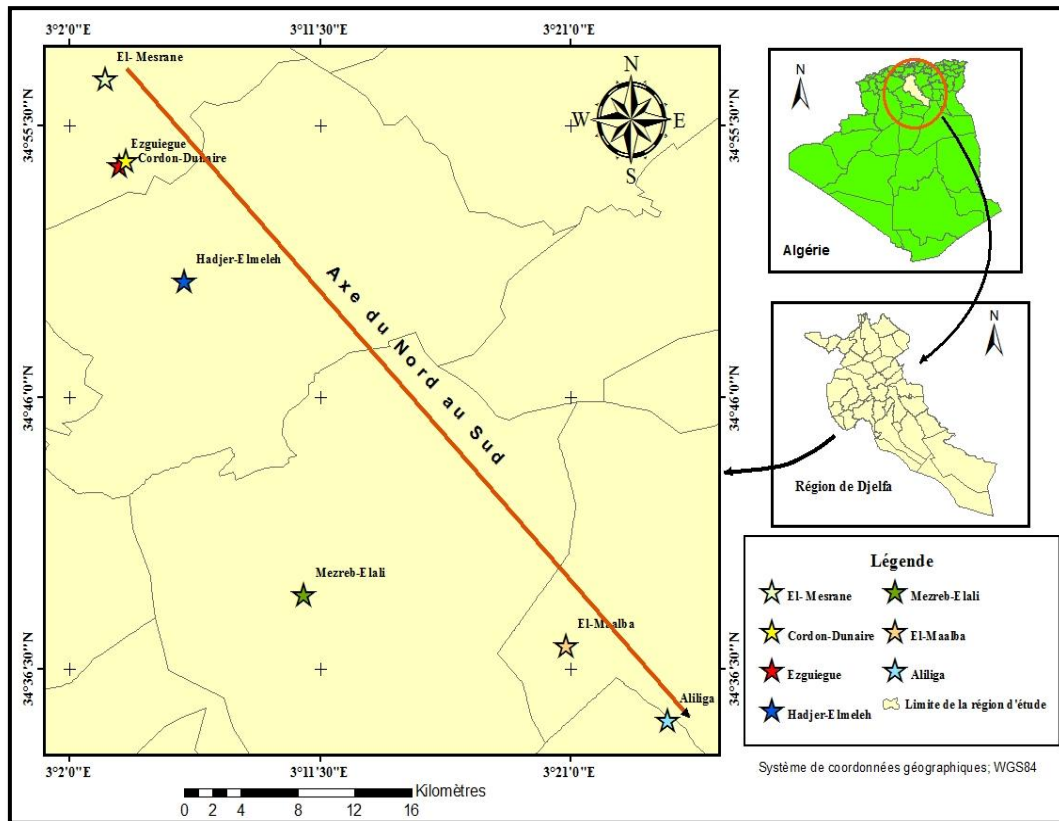 3°2'0"E 3°11'30"E 3°21'0"E
El- Mesrane
34°55'30"N
34°55'30"N
Ezguiegue
Cordon-Dunaire
Hadjer-Elmeleh
N
W E
S
Axe du Nord au Sud
34°46'0"N
34°46'0"N
Mezreb-Elali
El-Maalba
34°36'30"N
34°36'30"N
Aliliga
3°2'0"E 3°11'30"E 3°21'0"E
Kilomètres
0 2 4 8 12 16
N
Algérie
N
Région de Djelfa
Légende
El- Mesrane
Mezreb-Elali
Cordon-Dunaire
El-Maalba
Ezguiegue
Aliliga
Hadjer-Elmeleh
Limite de la région d'étude
Système de coordonnées géographiques; WGS84